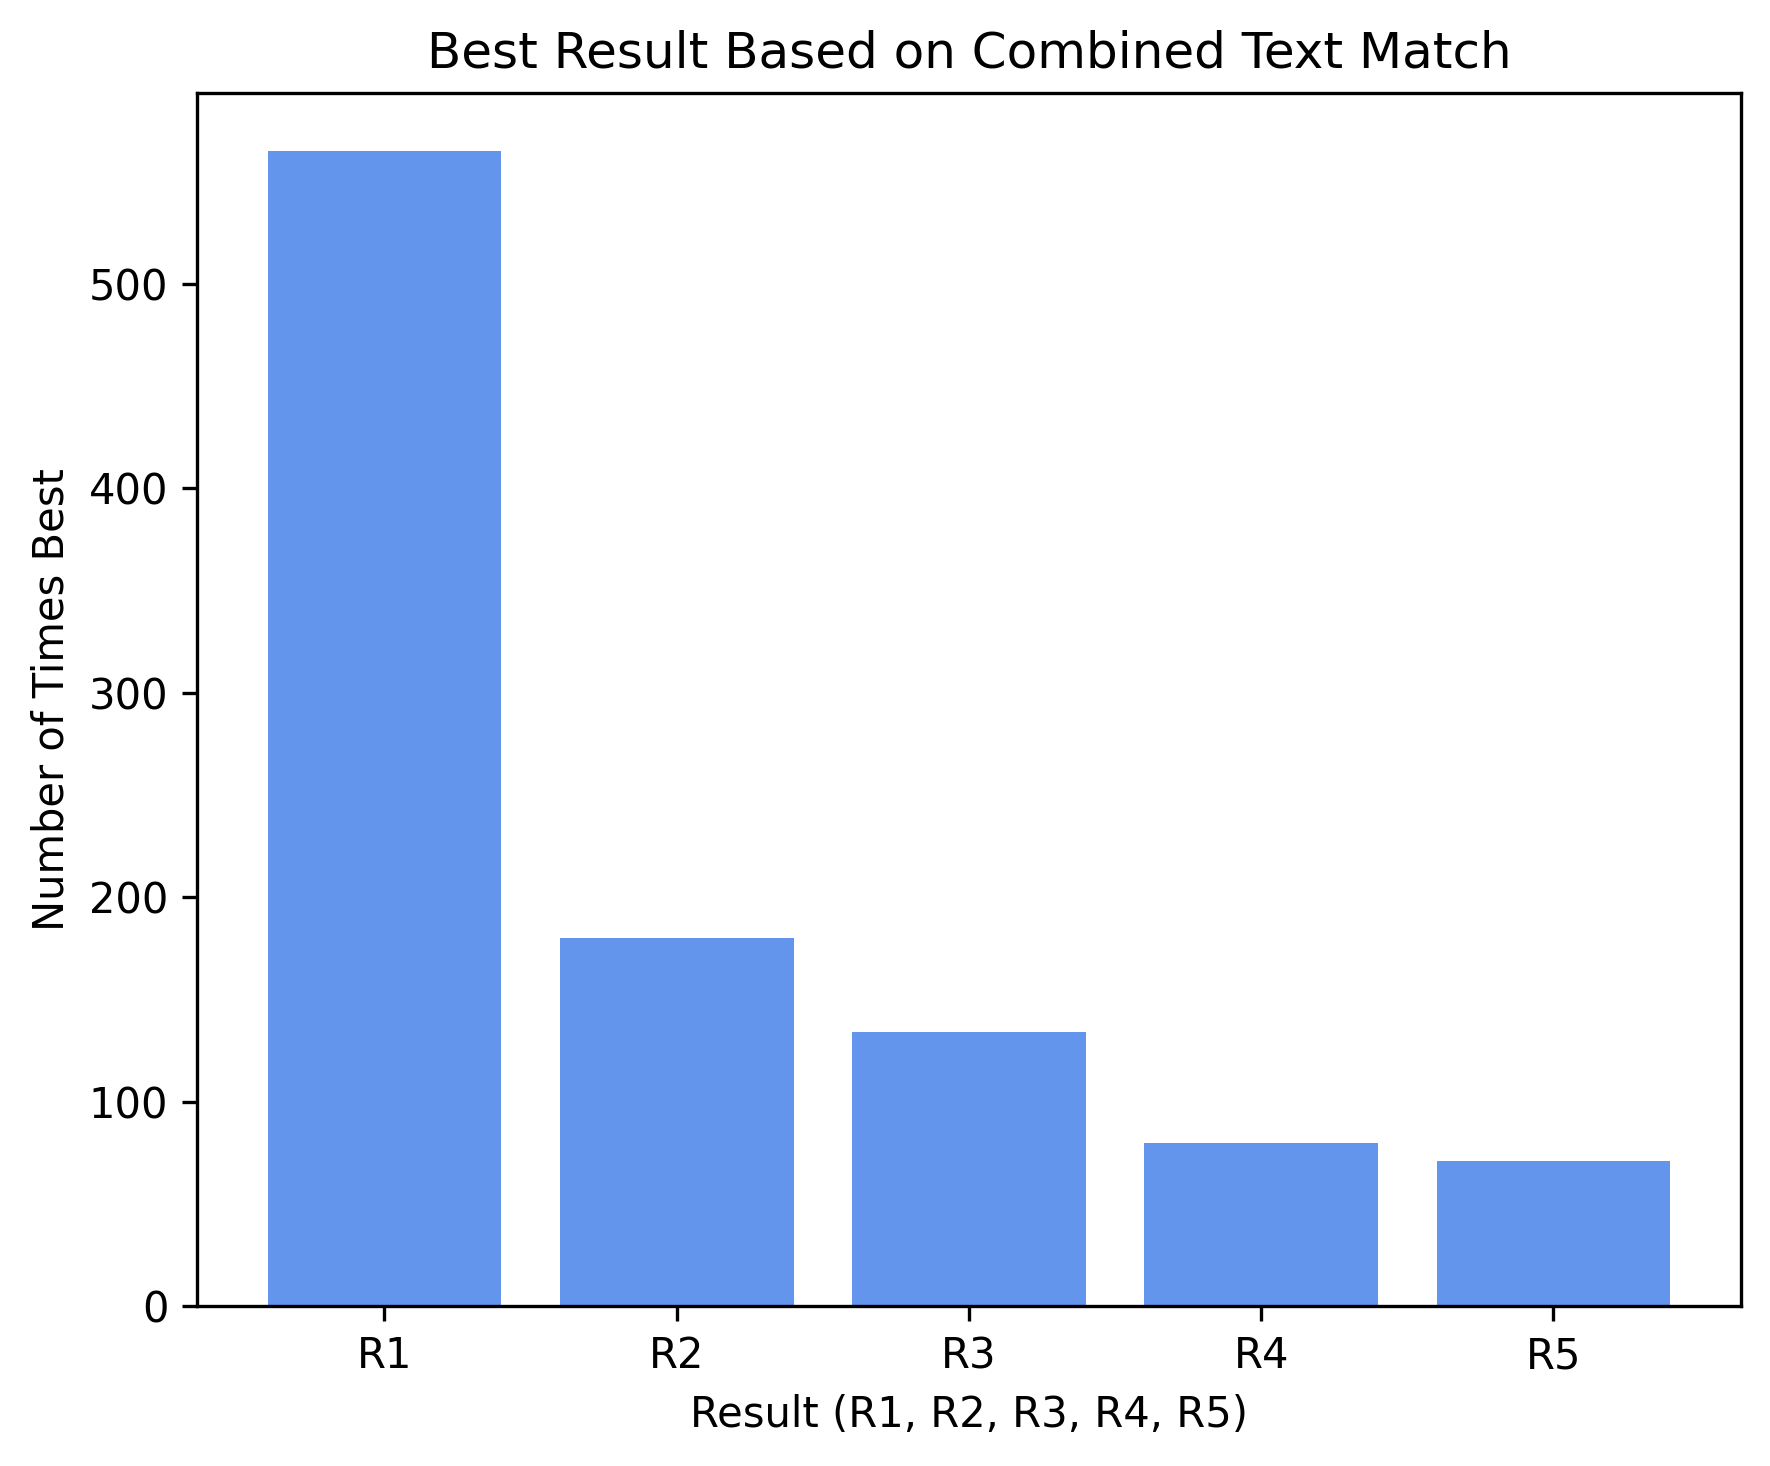 Best Result Based on Combined Text Match
Number of Times Best
500
400
300
200
100
0
R1 R2 R3 R4 R5
Result (R1, R2, R3, R4, R5)